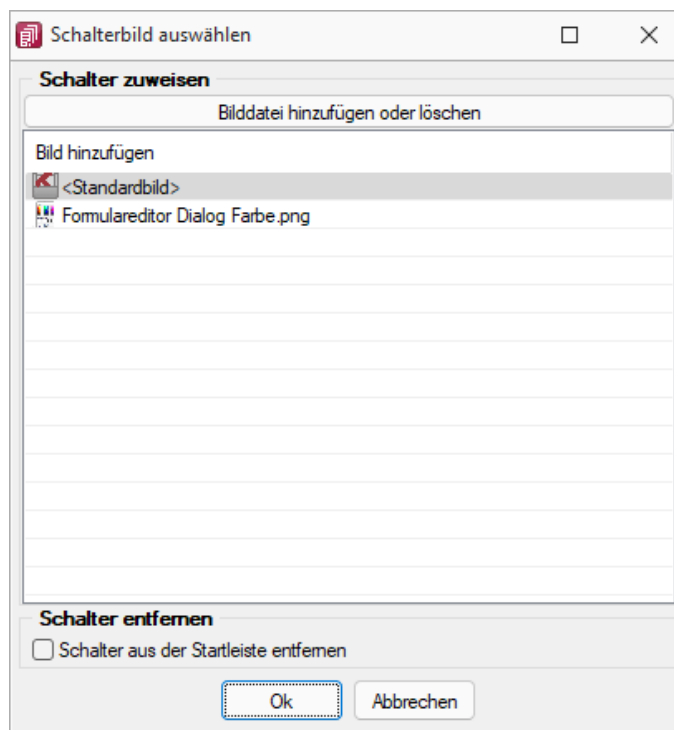 Schalterbild auswählen
Schalter zuweisen
Bilddatei hinzufügen oder löschen
Bild hinzufügen
<Standardbild>
Formulareditor Dialog Farbe.png
Schalter entfernen
Schalter aus der Startleiste entfernen
Ok
Abbrechen